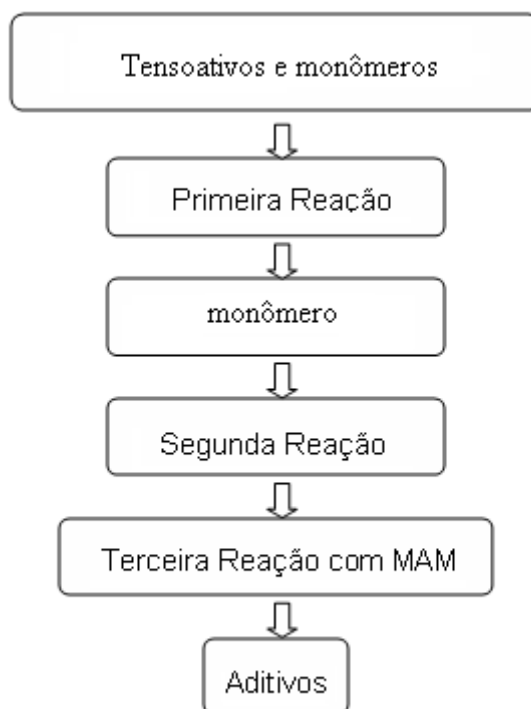 Tensoativos e monômeros
Primeira Reação
monômero
Segunda Reação
Terceira Reação com MAM
Aditivos